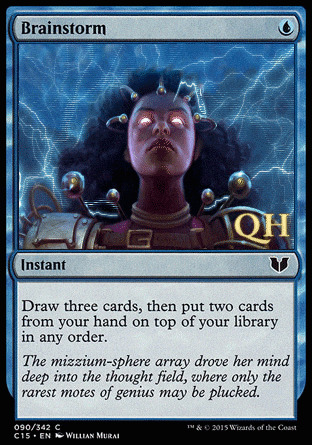 Brainstorm
QH
Instant
Draw three cards, then put two cards
from your hand on top of your library
in any order.
The mizzium-sphere array drove her mind
deep into the thought field, where only the
rarest motes of genius may be plucked.
090/342 C
C15 • EN Willian Murai
™ & © 2015 Wizards of the Coast